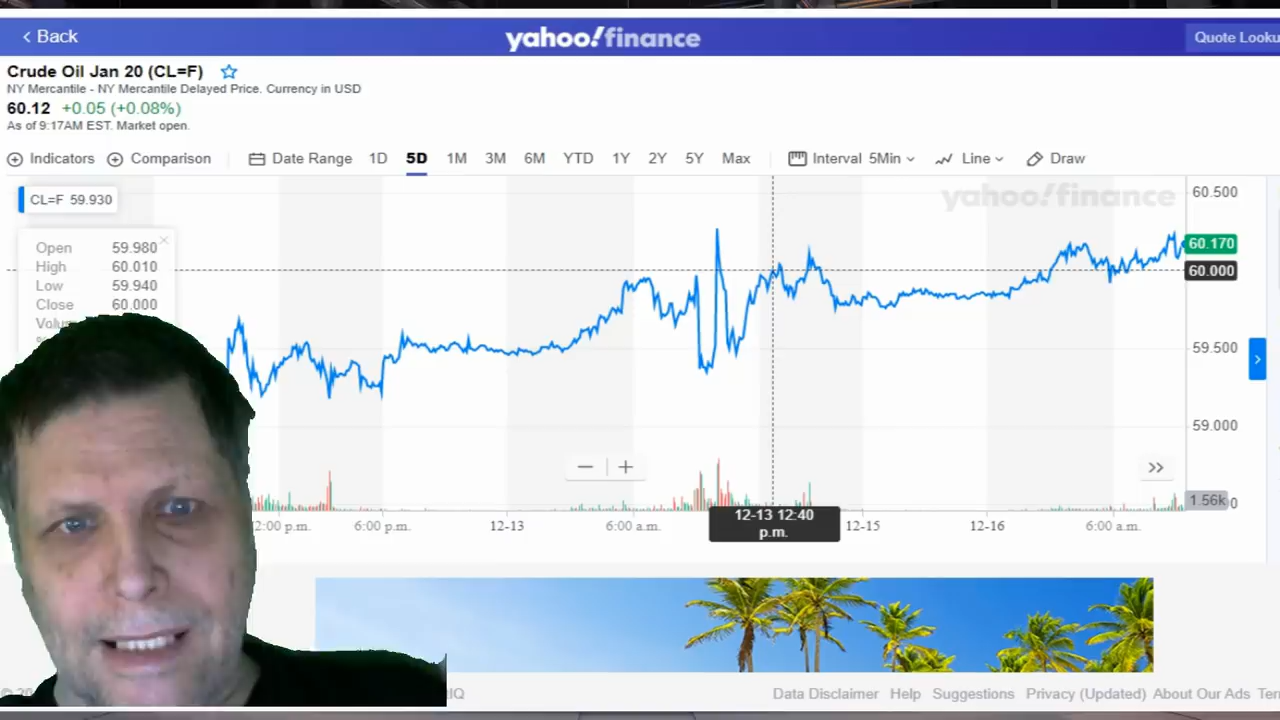 Back
yahoo!finance
Quote Looku
Crude Oil Jan 20 (CL=F)
NY Mercantile - NY Mercantile Delayed Price. Currency in USD
60.12 +0.05 (+0.08%)
As of 9:17AM EST. Market open.
Indicators Comparison Date Range 1D 5D 1M 3M 6M YTD 1Y 2Y 5Y Max Interval 5Min Line Draw
CL=F 59.930
yahoo!finance
60.500
60.170
60.000
59.500
59.000
Open 59.980
High 60.010
Low 59.940
Close 60.000
Volu
1.56k 0
12-13 12:40
p.m.
2:00 p.m. 6:00 p.m. 12-13 6:00 a.m. 12-15 12-16 6:00 a.m.
Data Disclaimer Help Suggestions Privacy (Updated) About Our Ads Ter